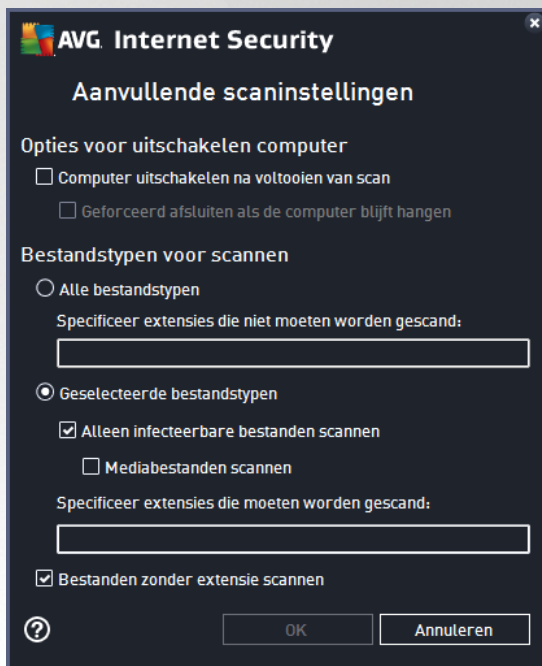 AVG. Internet Security
Aanvullende scaninstellingen
Opties voor uitschakelen computer
Computer uitschakelen na voltooien van scan
Geforceerd afsluiten als de computer blijft hangen
Bestandstypen voor scannen
Alle bestandstypen
Specificeer extensies die niet moeten worden gescand:
Geselecteerde bestandstypen
Alleen infecteerbare bestanden scannen
Mediabestanden scannen
Specificeer extensies die moeten worden gescand:
Bestanden zonder extensie scannen
? OK Annuleren